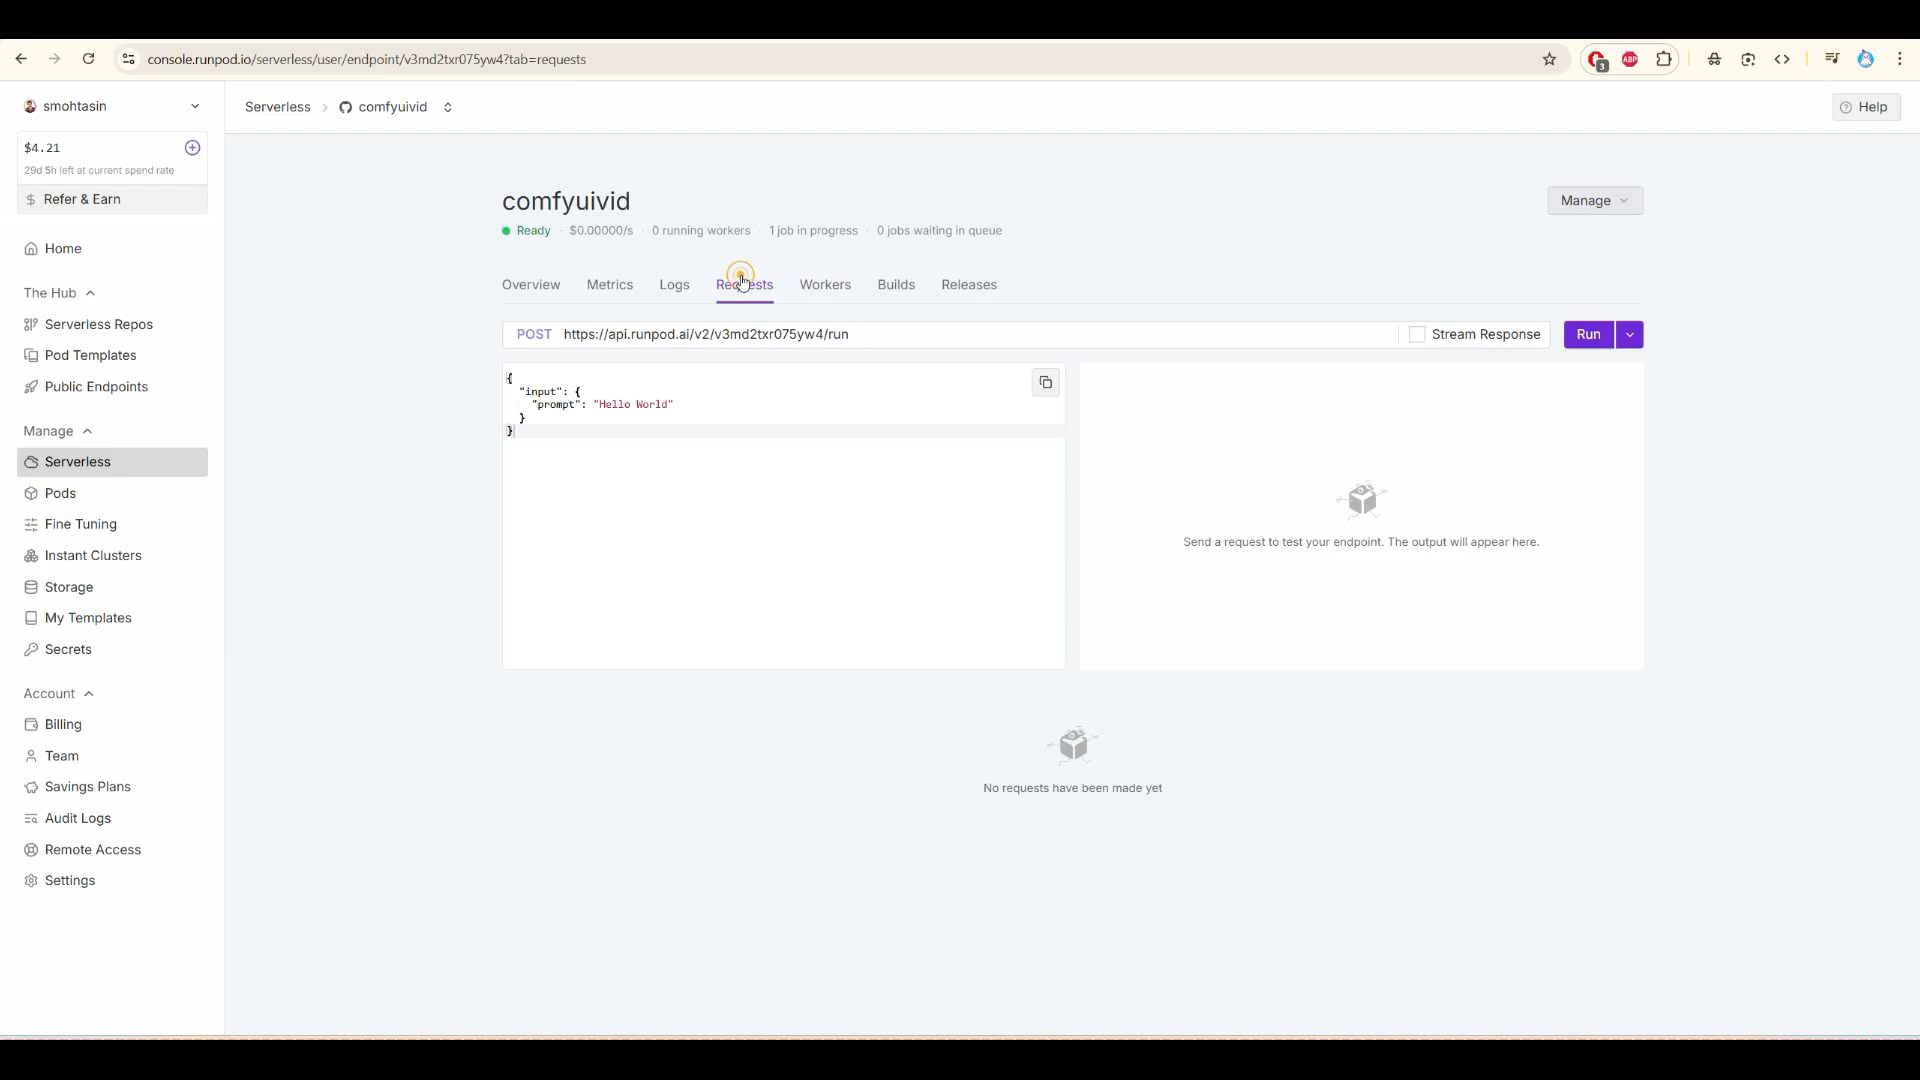 console.runpod.io/serverless/user/endpoint/v3md2txr075yw4?tab=requests
3
ABP
smohtasin
Serverless
comfyuivid
Help
$4.21
29d 5h left at current spend rate
$ Refer & Earn
Home
The Hub
Serverless Repos
Pod Templates
Public Endpoints
Manage
Serverless
Pods
Fine Tuning
Instant Clusters
Storage
My Templates
Secrets
Account
Billing
Team
Savings Plans
Audit Logs
Remote Access
Settings
comfyuivid
Manage
Ready · $0.00000/s · 0 running workers · 1 job in progress · 0 jobs waiting in queue
Overview Metrics Logs Requests Workers Builds Releases
POST https://api.runpod.ai/v2/v3md2txr075yw4/run
Stream Response
Run
{
"input": {
"prompt": "Hello World"
}
}
Send a request to test your endpoint. The output will appear here.
No requests have been made yet